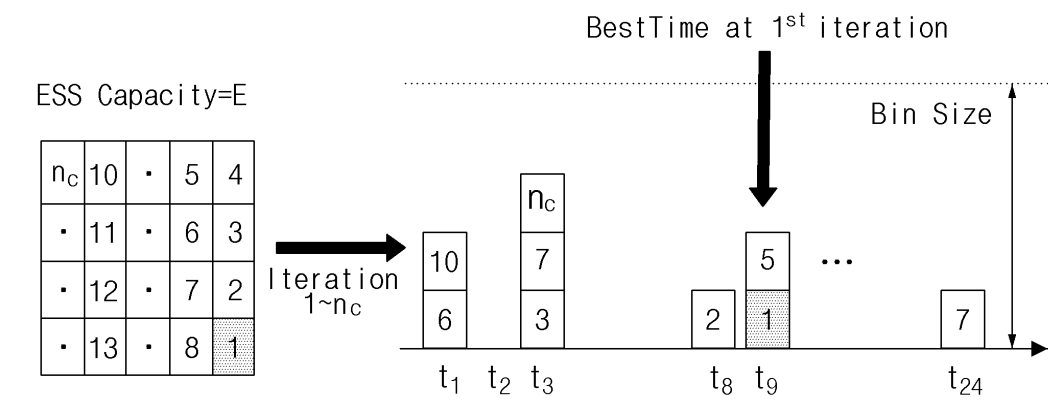 BestTime at 1st iteration
ESS Capacity=E
Bin Size
nc 10 · 5 4
· 11 · 6 3
· 12 · 7 2
· 13 · 8 1
Iteration
1~nc
nc
10 7 5 ...
6 3 2 1 7
t1 t2 t3 t8 t9 t24